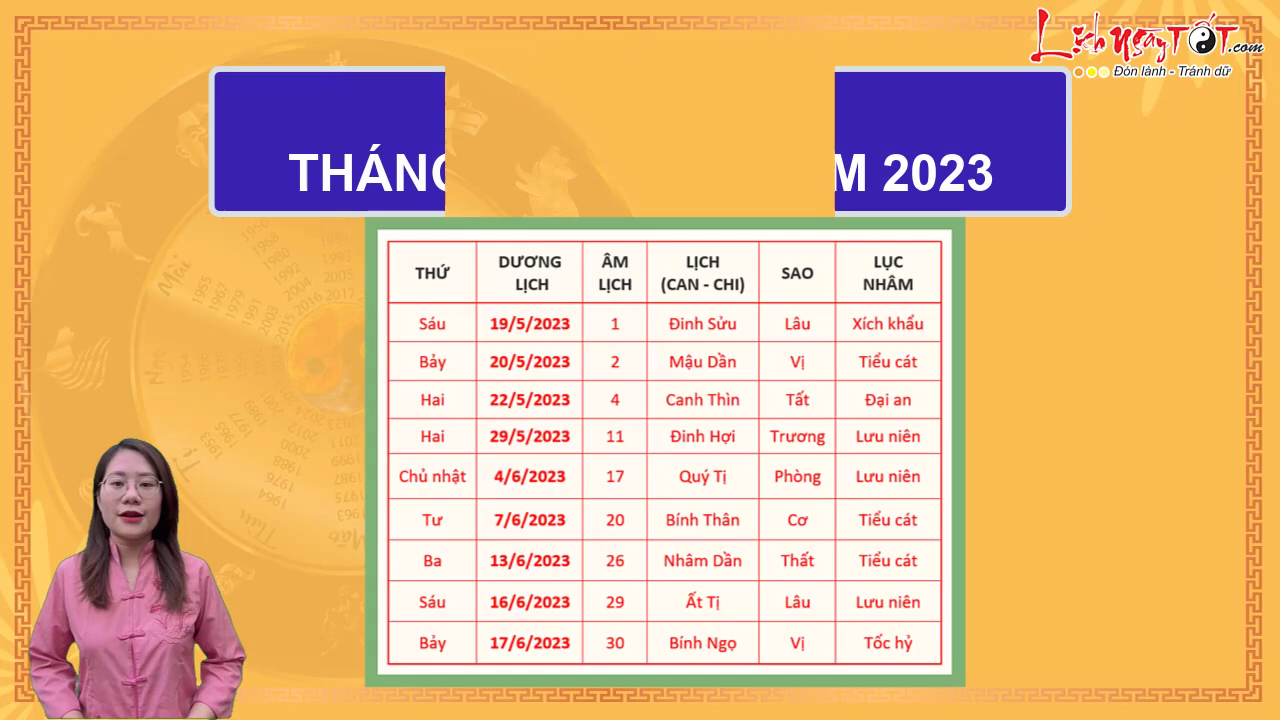 LịchNgàyTỐT.com
Đón lành - Tránh dữ
THÁNG
2023
THỨ DƯƠNG LỊCH ÂM LỊCH LỊCH (CAN - CHI) SAO LỤC NHÂM
Sáu 19/5/2023 1 Đinh Sửu Lâu Xích khẩu
Bảy 20/5/2023 2 Mậu Dần Vị Tiểu cát
Hai 22/5/2023 4 Canh Thìn Tất Đại an
Hai 29/5/2023 11 Đinh Hợi Trương Lưu niên
Chủ nhật 4/6/2023 17 Quý Tị Phòng Lưu niên
Tư 7/6/2023 20 Bính Thân Cơ Tiểu cát
Ba 13/6/2023 26 Nhâm Dần Thất Tiểu cát
Sáu 16/6/2023 29 Ất Tị Lâu Lưu niên
Bảy 17/6/2023 30 Bính Ngọ Vị Tốc hỷ